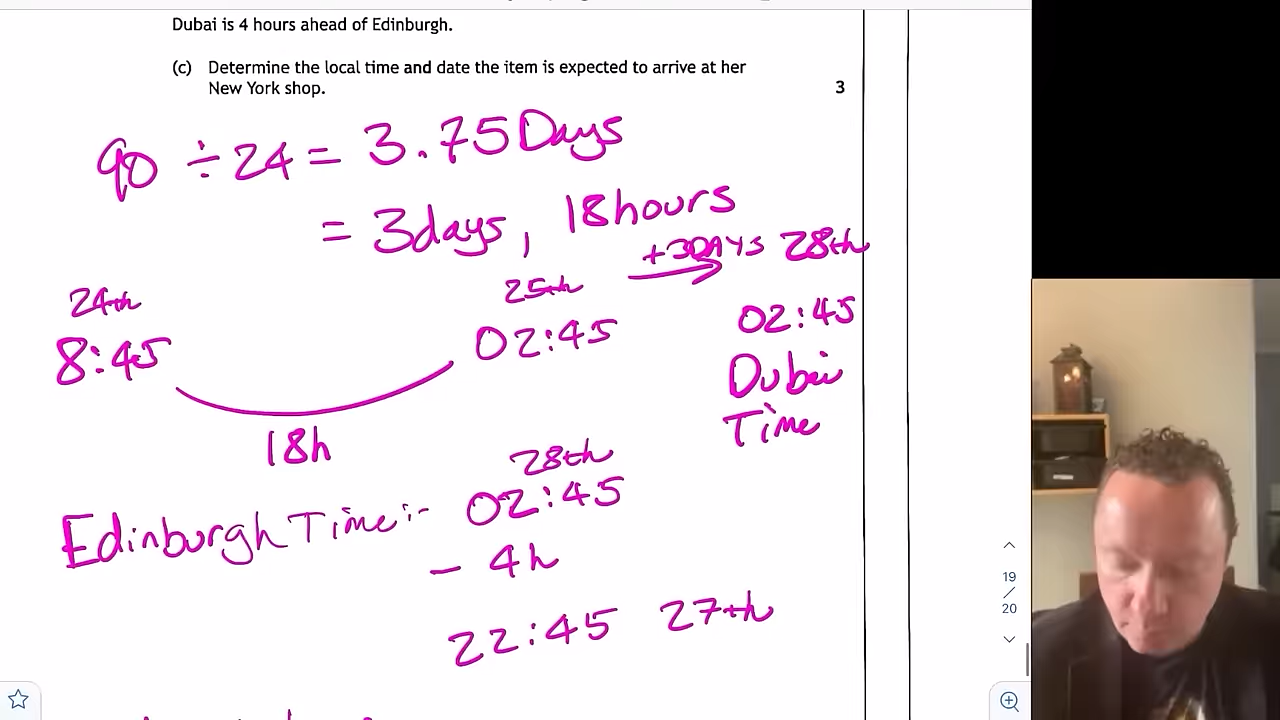 Dubai is 4 hours ahead of Edinburgh.
(c) Determine the local time and date the item is expected to arrive at her
New York shop.
3
90 ÷ 24 = 3.75 Days
= 3days, 18hours
+3DAYS 28th
24th
25th
8:45
02:45
02:45
Dubai
Time
18h
28th
Edinburgh Time:- 02:45
- 4h
22:45 27th
19
/
20